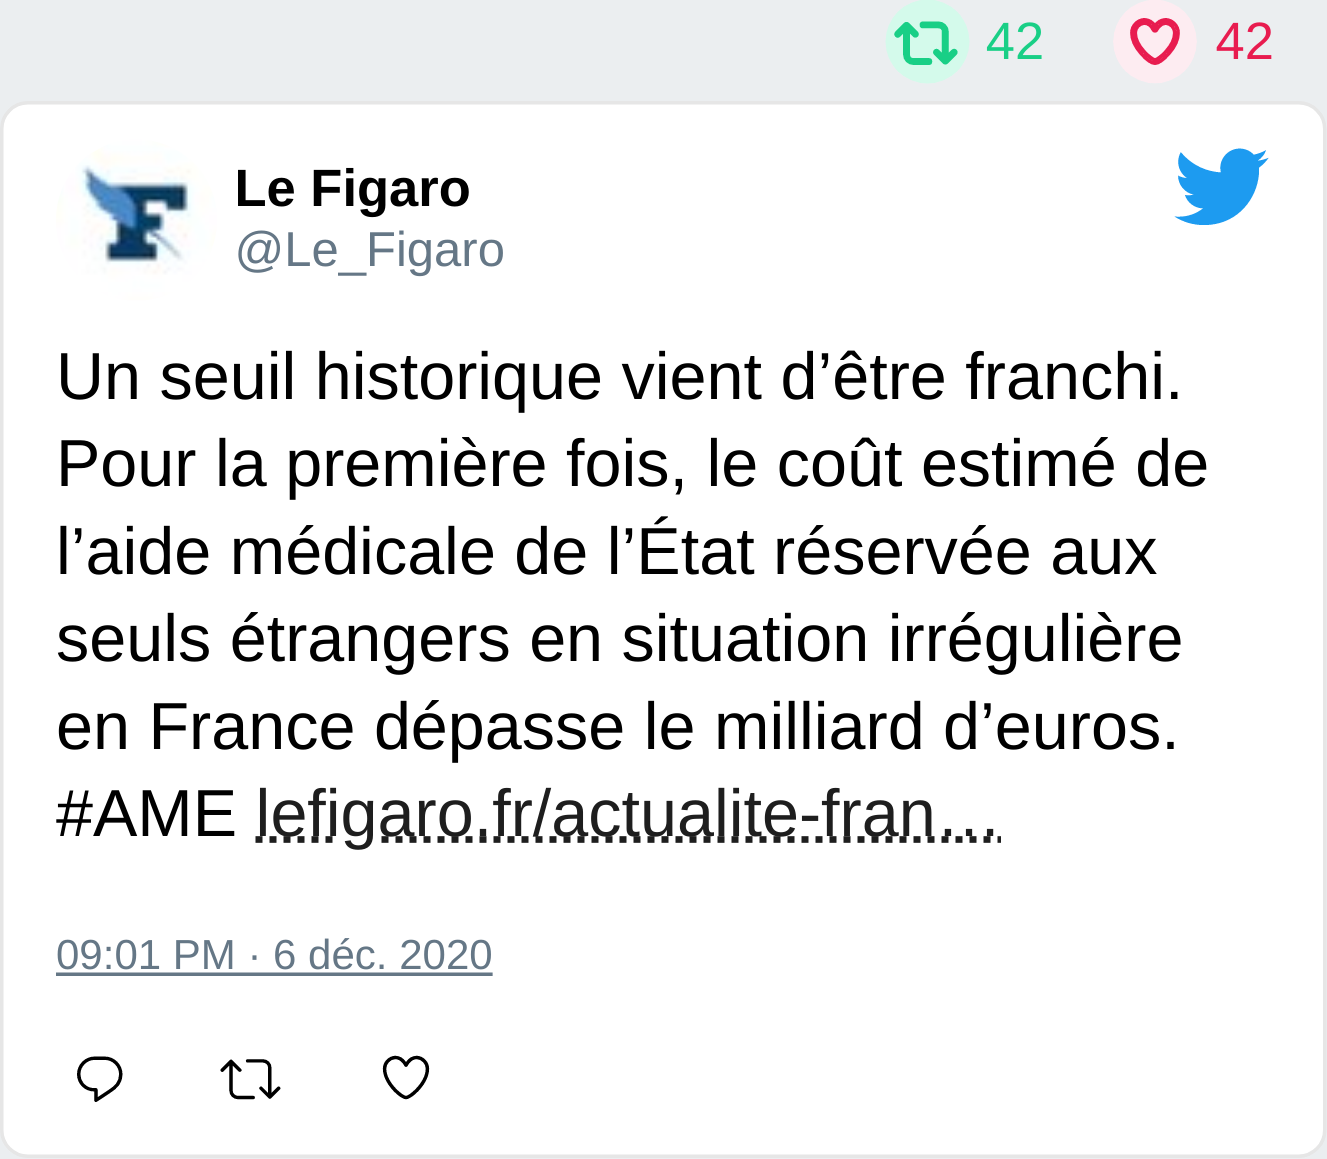 42 42
Le Figaro
@Le_Figaro
Un seuil historique vient d’être franchi.
Pour la première fois, le coût estimé de
l’aide médicale de l’État réservée aux
seuls étrangers en situation irrégulière
en France dépasse le milliard d’euros.
#AME lefigaro.fr/actualite-fran…
09:01 PM · 6 déc. 2020